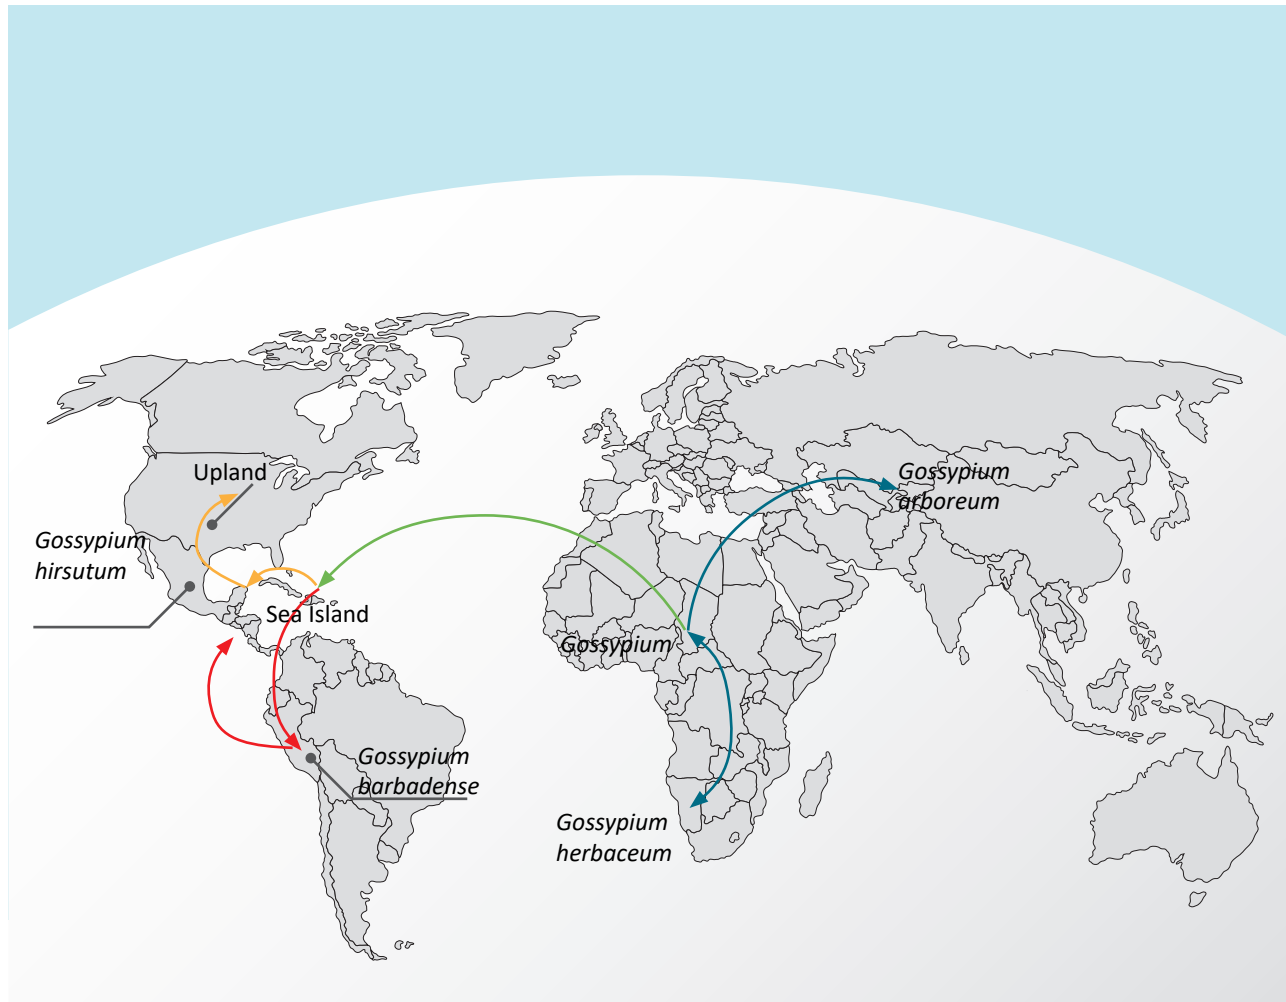 Upland
Gossypium
arboreum
Gossypium
hirsutum
Sea Island
Gossypium
Gossypium
barbadense
Gossypium
herbaceum